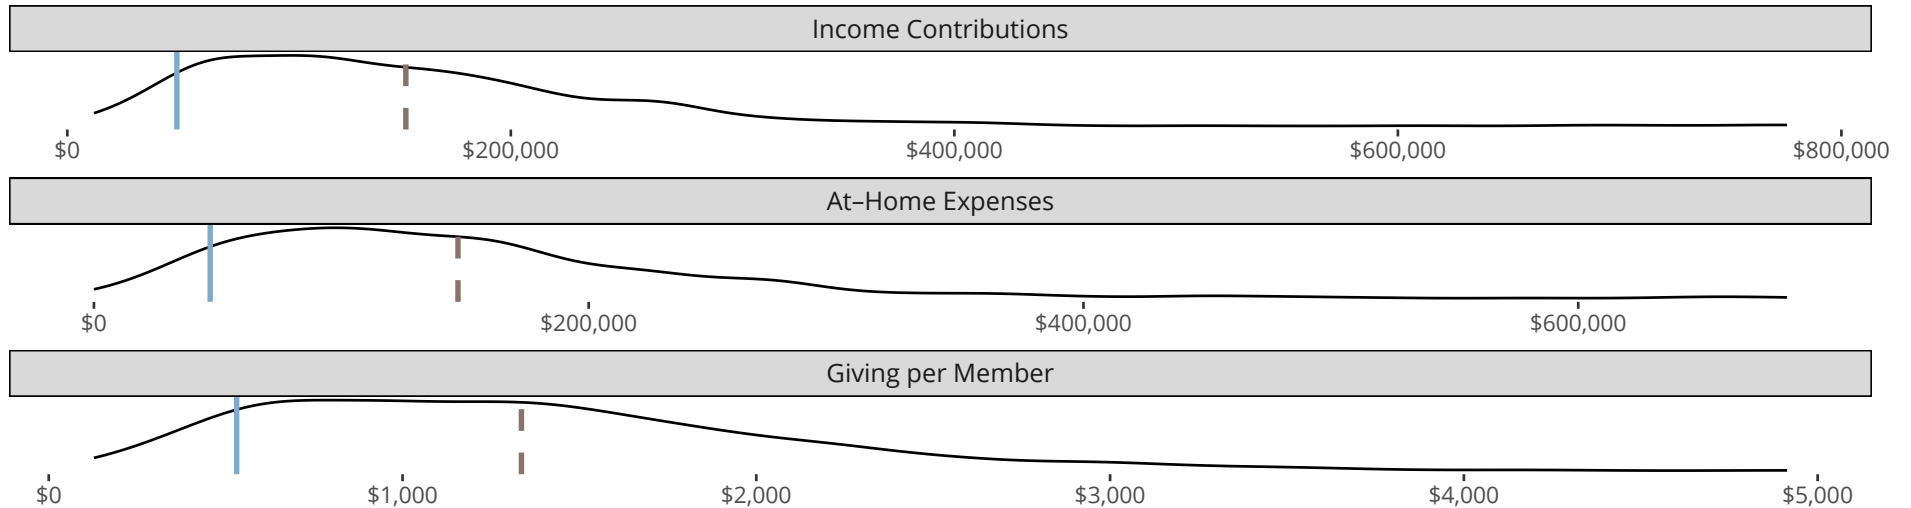 Income Contributions
$0 $200,000 $400,000 $600,000 $800,000
At–Home Expenses
$0 $200,000 $400,000 $600,000
Giving per Member
$0 $1,000 $2,000 $3,000 $4,000 $5,000